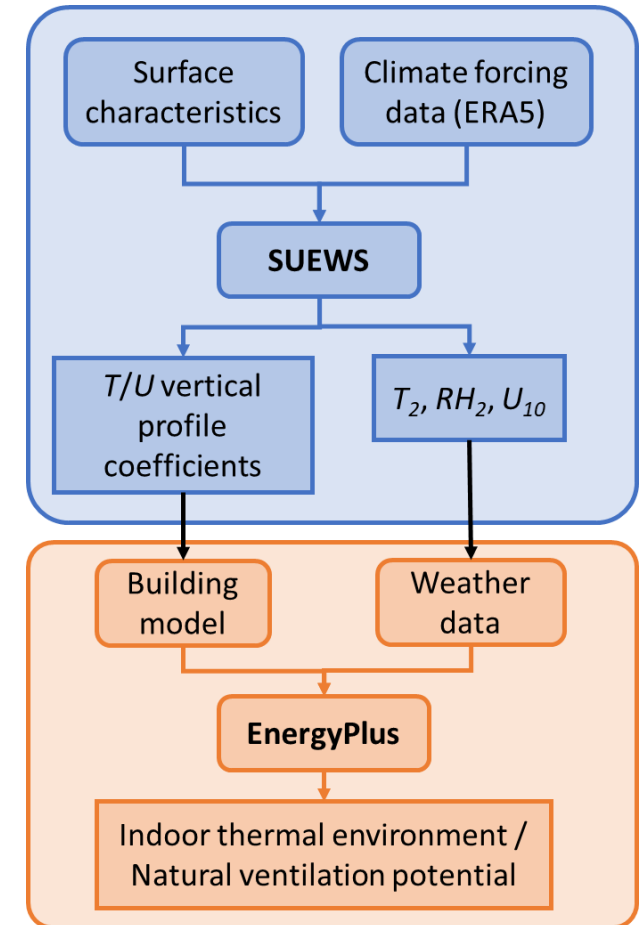 Surface
characteristics
Climate forcing
data (ERA5)
SUEWS
T/U vertical
profile
coefficients
T₂, RH₂, U₁₀
Building
model
Weather
data
EnergyPlus
Indoor thermal environment /
Natural ventilation potential